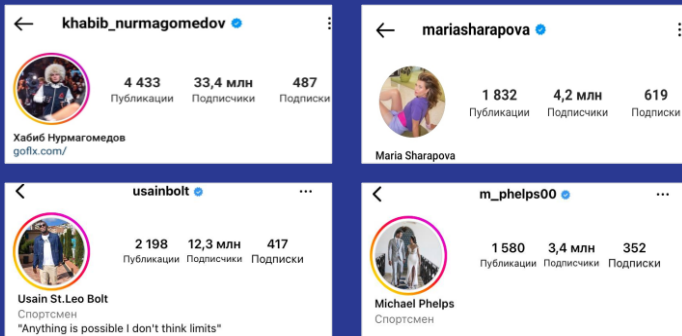 khabib_nurmagomedov
4 433 33,4 млн 487
Публикации Подписчики Подписки
Хабиб Нурмагомедов
goflx.com/
mariasharapova
1 832 4,2 млн 619
Публикации Подписчики Подписки
Maria Sharapova
usainbolt
2 198 12,3 млн 417
Публикации Подписчики Подписки
Usain St.Leo Bolt
Спортсмен
"Anything is possible I don't think limits"
m_phelps00
1 580 3,4 млн 352
Публикации Подписчики Подписки
Michael Phelps
Спортсмен